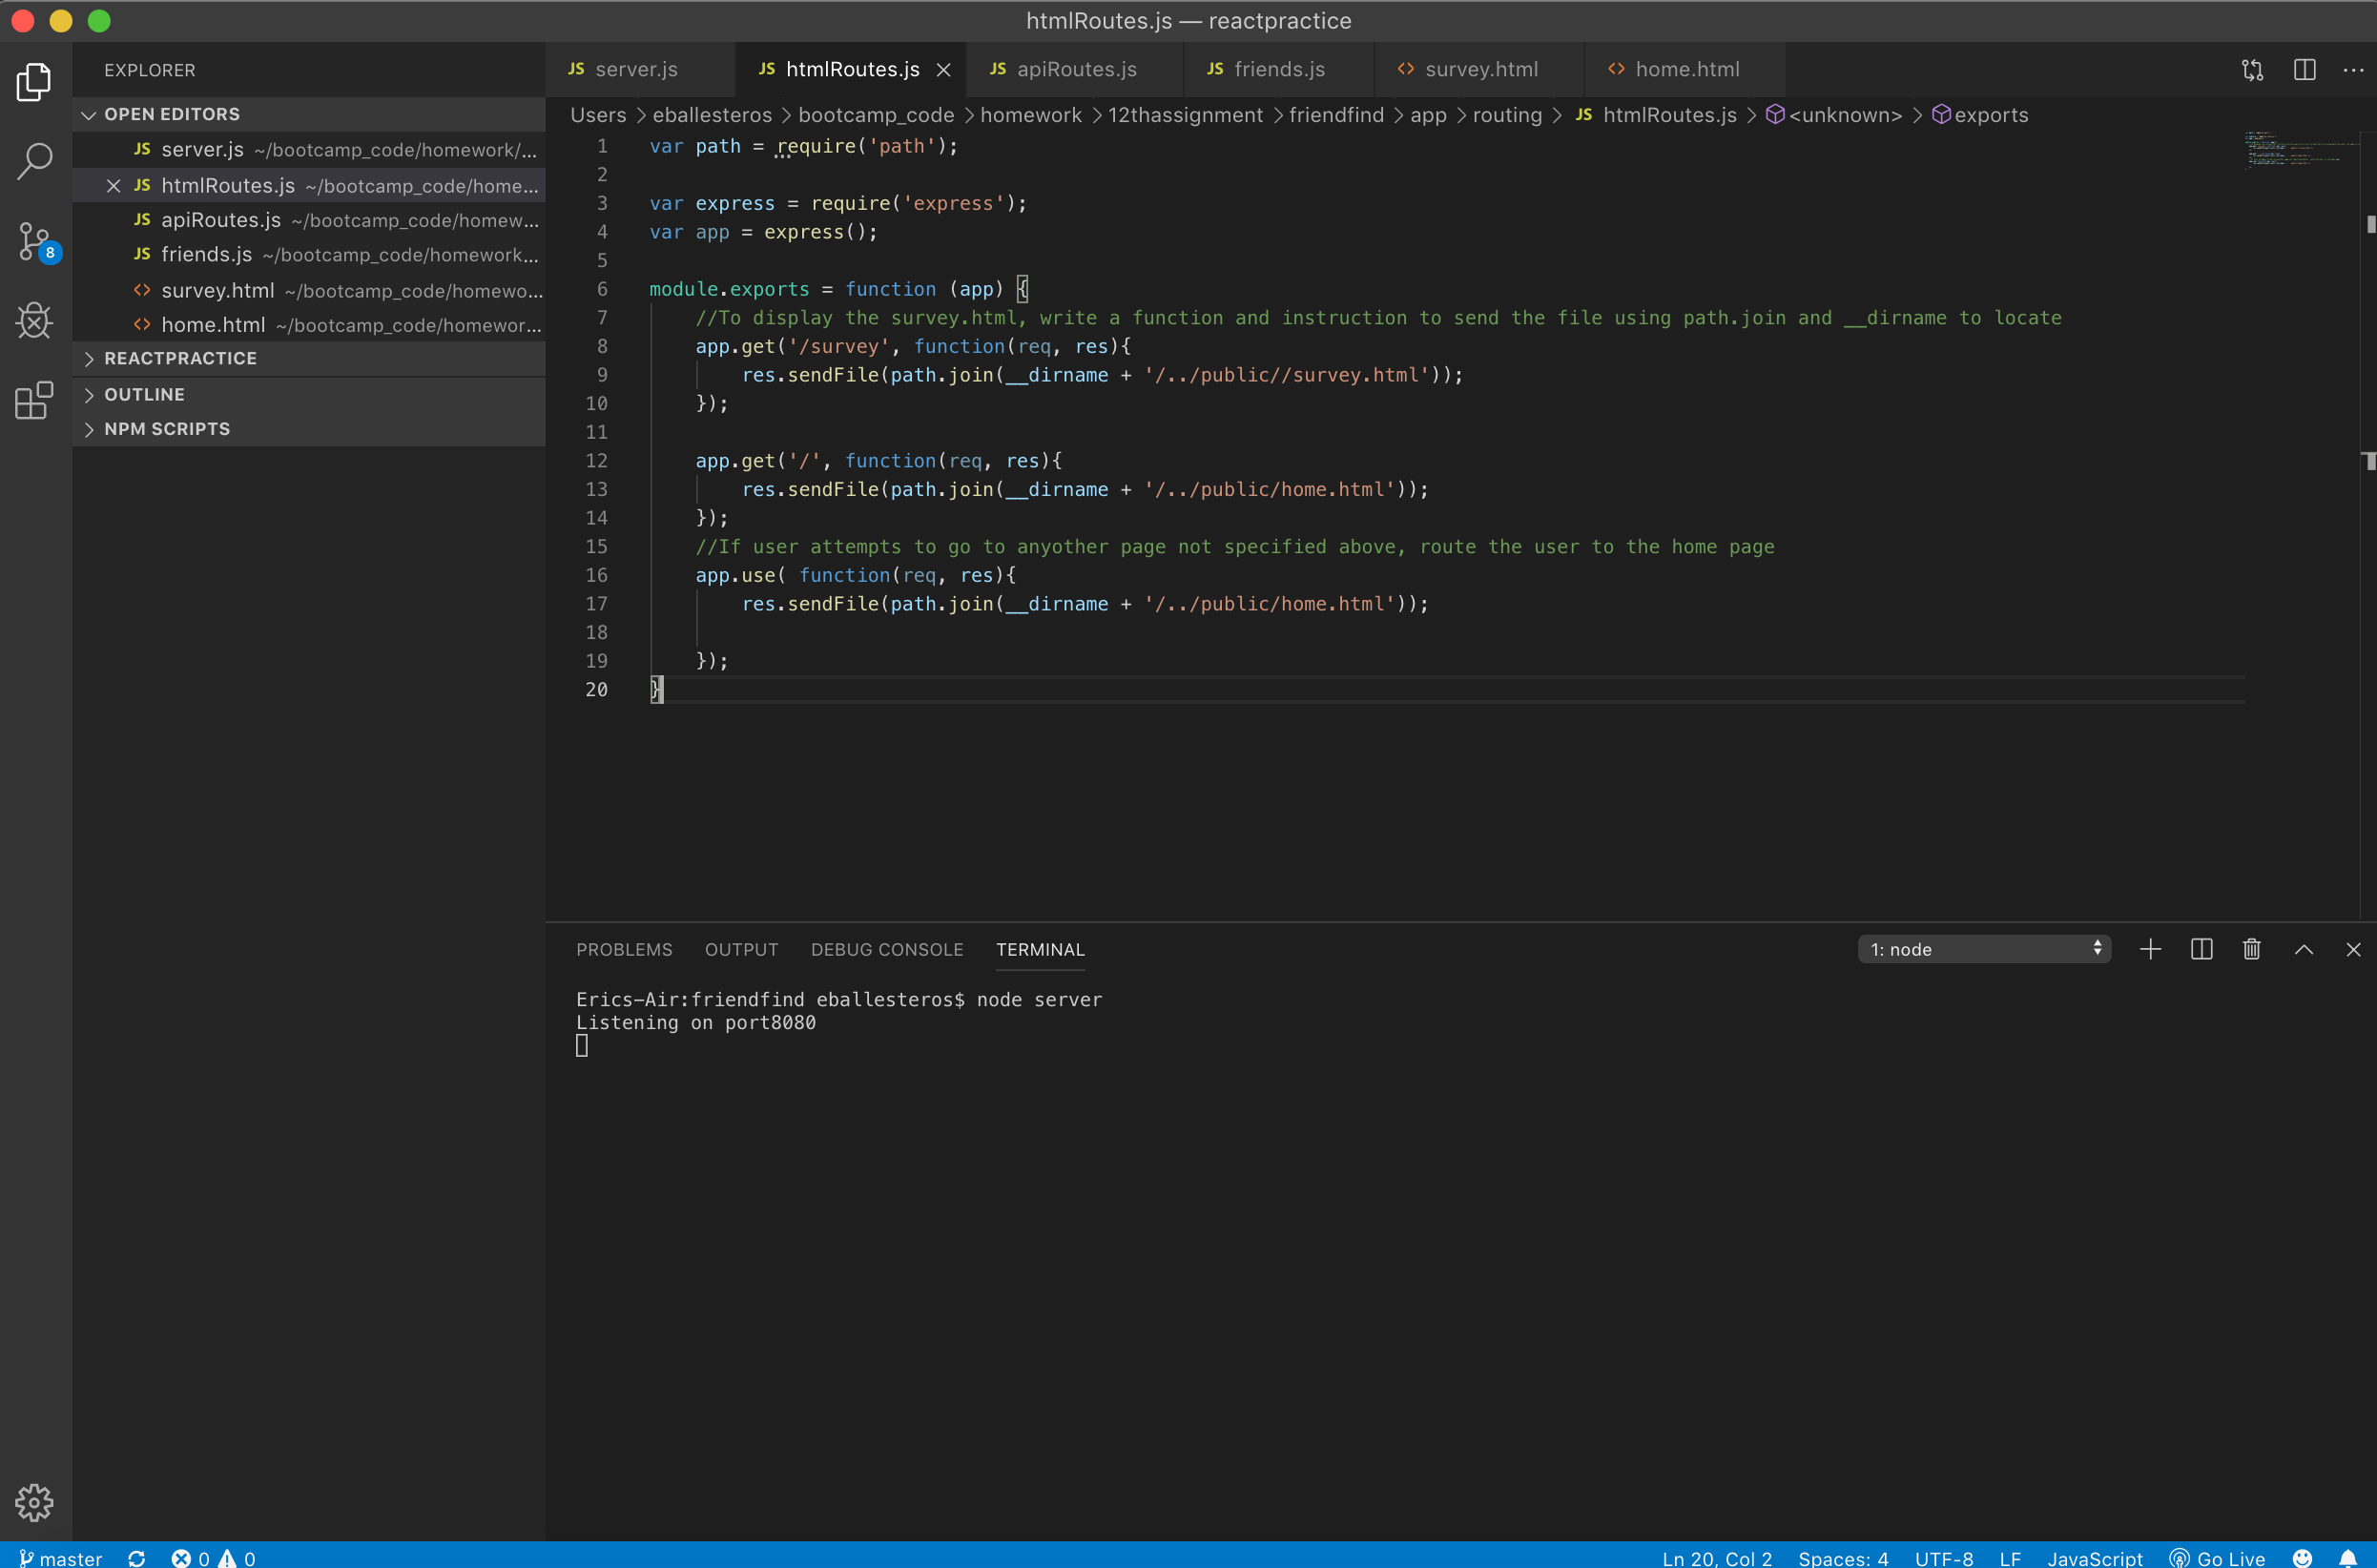 htmlRoutes.js — reactpractice
EXPLORER
OPEN EDITORS
JS server.js ~/bootcamp_code/homework/...
JS htmlRoutes.js ~/bootcamp_code/home...
JS apiRoutes.js ~/bootcamp_code/homew...
JS friends.js ~/bootcamp_code/homework...
<> survey.html ~/bootcamp_code/homewo...
<> home.html ~/bootcamp_code/homewor...
REACTPRACTICE
OUTLINE
NPM SCRIPTS
8
JS server.js JS htmlRoutes.js JS apiRoutes.js JS friends.js <> survey.html <> home.html
Users > eballesteros > bootcamp_code > homework > 12thassignment > friendfind > app > routing > JS htmlRoutes.js > <unknown> > exports
1 var path = require('path');
2
3 var express = require('express');
4 var app = express();
5
6 module.exports = function (app) {
7 //To display the survey.html, write a function and instruction to send the file using path.join and __dirname to locate
8 app.get('/survey', function(req, res){
9 res.sendFile(path.join(__dirname + '/../public//survey.html'));
10 });
11
12 app.get('/', function(req, res){
13 res.sendFile(path.join(__dirname + '/../public/home.html'));
14 });
15 //If user attempts to go to anyother page not specified above, route the user to the home page
16 app.use( function(req, res){
17 res.sendFile(path.join(__dirname + '/../public/home.html'));
18
19 });
20 }
PROBLEMS OUTPUT DEBUG CONSOLE TERMINAL 1: node
Erics-Air:friendfind eballesteros$ node server
Listening on port8080
master 0 0 Ln 20, Col 2 Spaces: 4 UTF-8 LF JavaScript Go Live